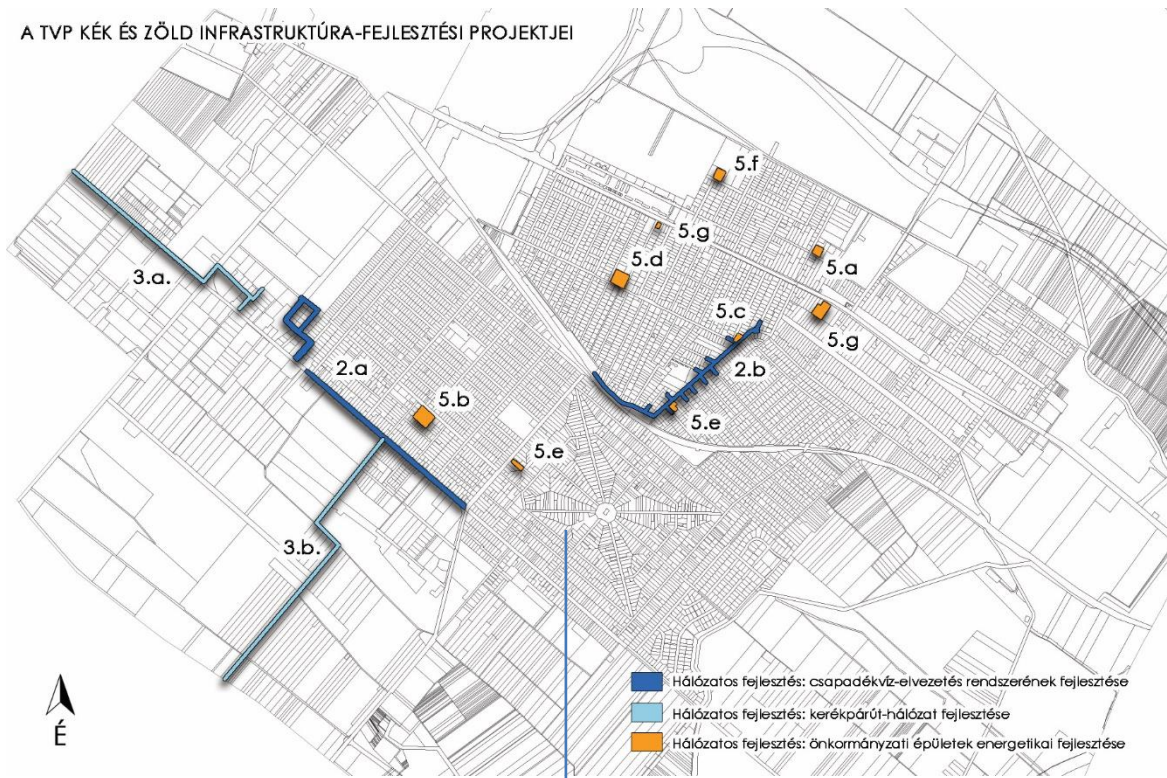 A TVP KÉK ÉS ZÖLD INFRASTRUKTÚRA-FEJLESZTÉSI PROJEKTJEI
5.f
5.g
5.a
5.d
3.a.
5.c
5.g
2.a
2.b
5.b
5.e
5.e
3.b.
Hálózatos fejlesztés: csapadékvíz-elvezetés rendszerének fejlesztése
Hálózatos fejlesztés: kerékpárút-hálózat fejlesztése
Hálózatos fejlesztés: önkormányzati épületek energetikai fejlesztése
É